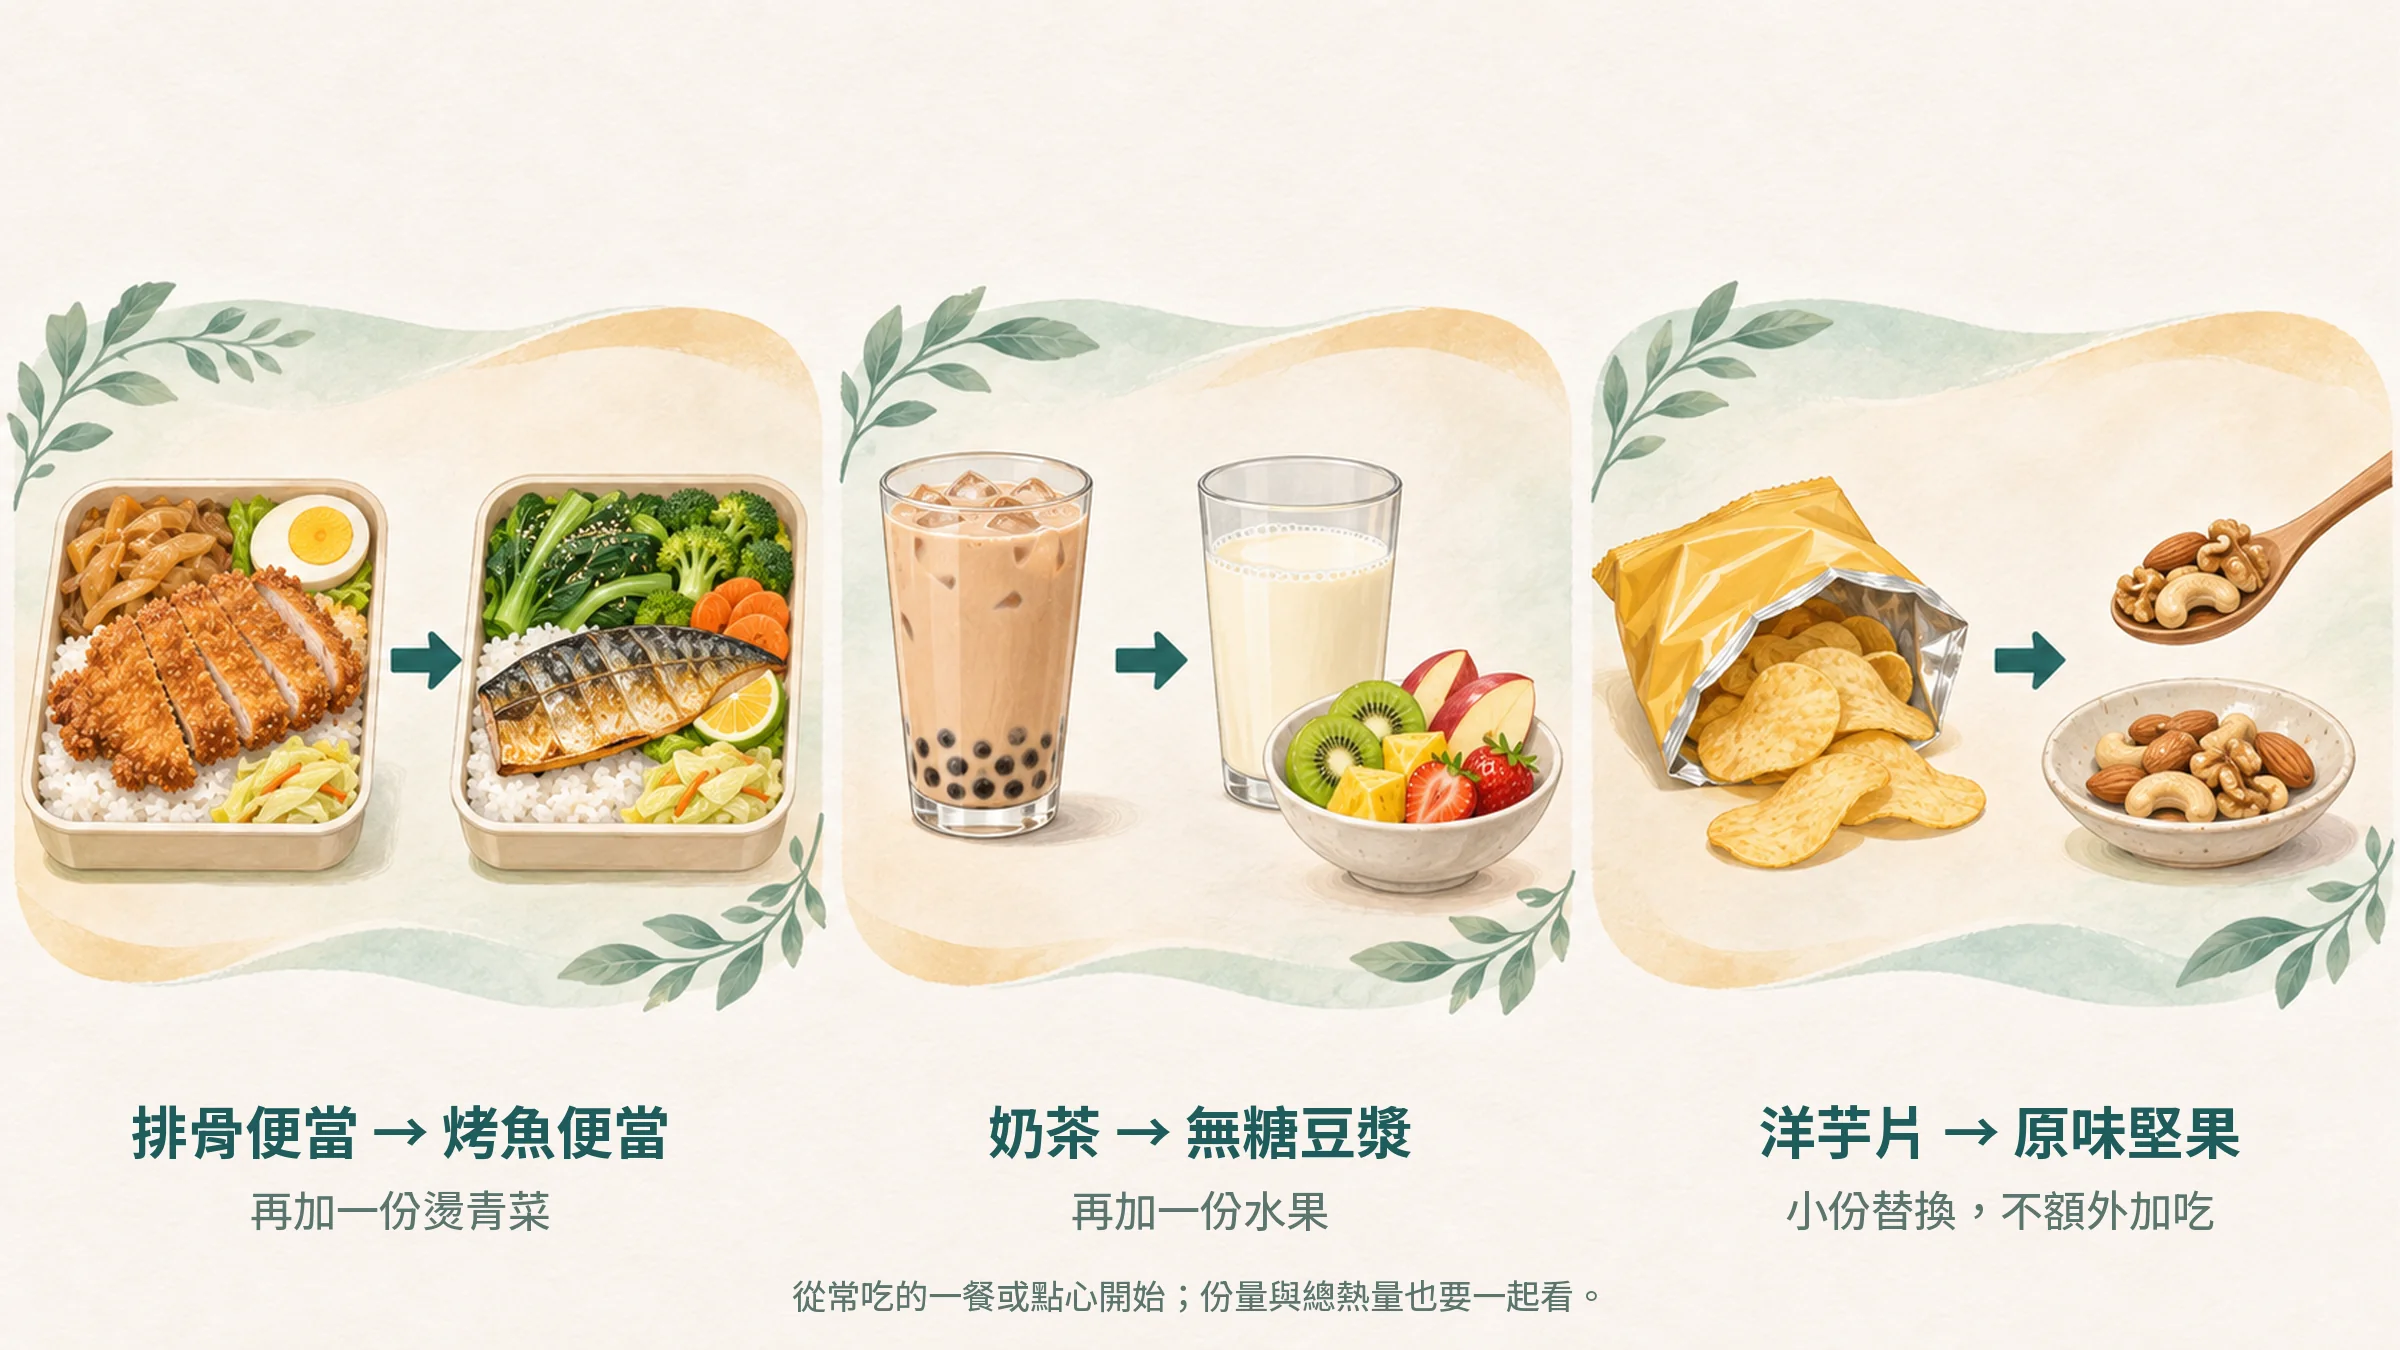 排骨便當 → 烤魚便當
再加一份燙青菜
奶茶 → 無糖豆漿
再加一份水果
洋芋片 → 原味堅果
小份替換，不額外加吃
從常吃的一餐或點心開始；份量與總熱量也要一起看。